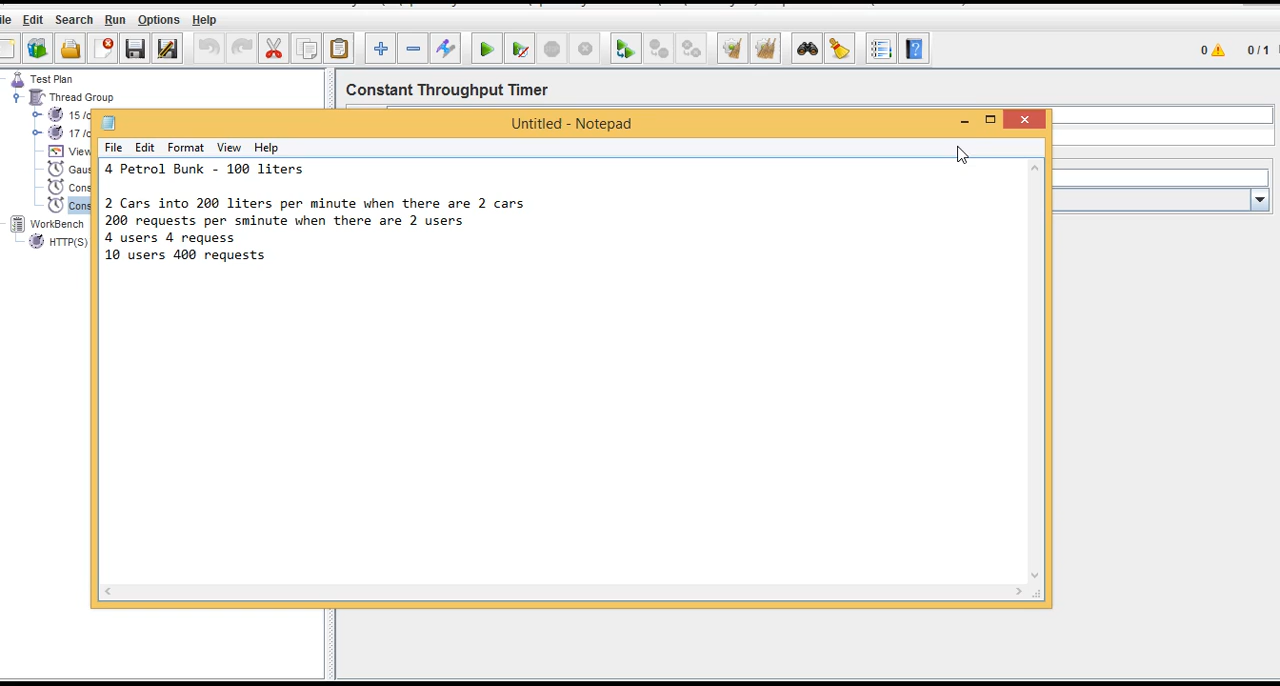 Edit Search Run Options Help
0 0/1
Test Plan
Thread Group
Constant Throughput Timer
15 /c
17 /c
View
Gaus
Cons
Cons
WorkBench
HTTP(S)
Untitled - Notepad
File Edit Format View Help
4 Petrol Bunk - 100 liters
2 Cars into 200 liters per minute when there are 2 cars
200 requests per sminute when there are 2 users
4 users 4 requess
10 users 400 requests